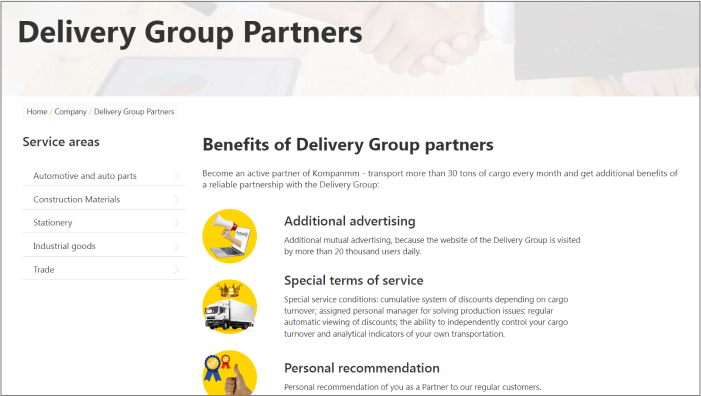 Delivery Group Partners
Home / Company / Delivery Group Partners
Service areas
Automotive and auto parts
Construction Materials
Stationery
Industrial goods
Trade
Benefits of Delivery Group partners
Become an active partner of Kompanmm - transport more than 30 tons of cargo every month and get additional benefits of
a reliable partnership with the Delivery Group:
Additional advertising
Additional mutual advertising, because the website of the Delivery Group is visited
by more than 20 thousand users daily.
Special terms of service
Special service conditions: cumulative system of discounts depending on cargo
turnover; assigned personal manager for solving production issues; regular
automatic viewing of discounts; the ability to independently control your cargo
turnover and analytical indicators of your own transportation.
Personal recommendation
Personal recommendation of you as a Partner to our regular customers.